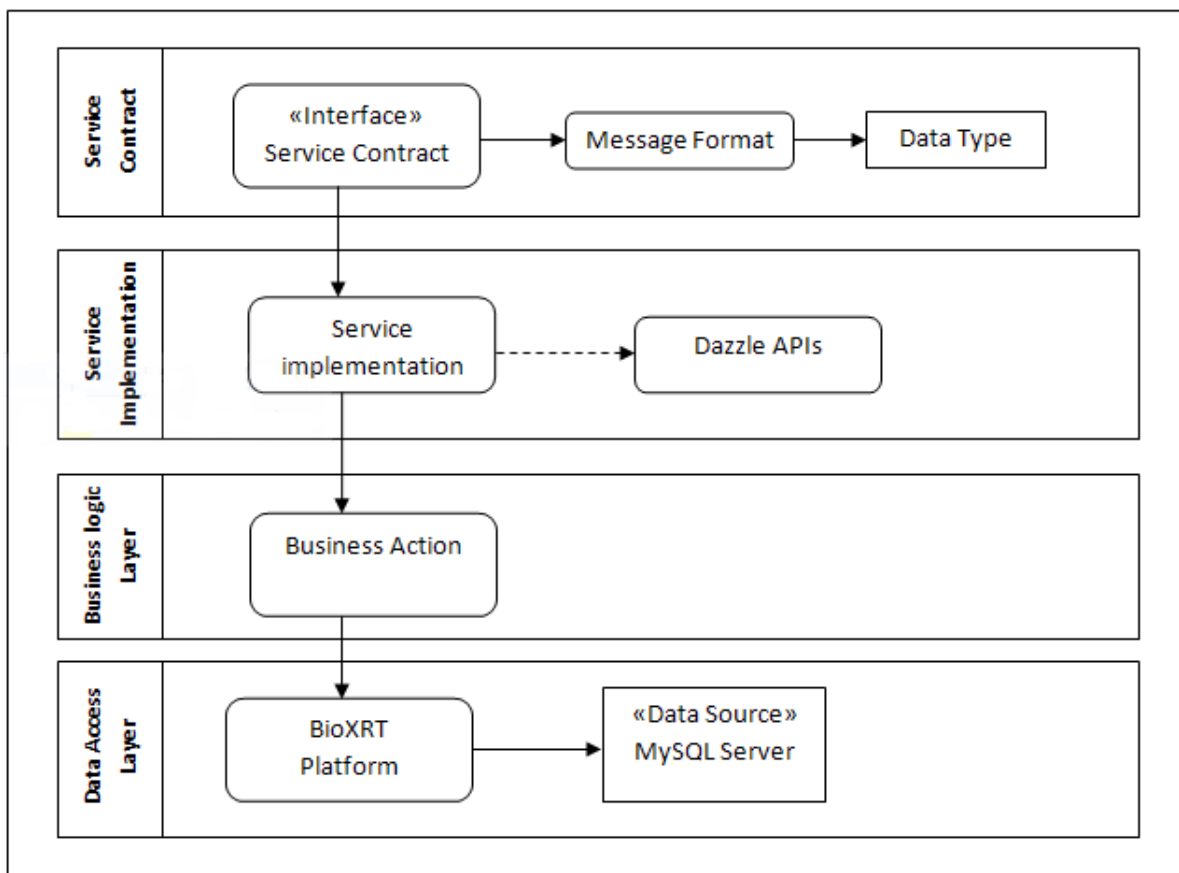 Service
Contract
«Interface»
Service Contract
Message Format
Data Type
Service
Implementation
Service
implementation
Dazzle APIs
Business logic
Layer
Business Action
Data Access
Layer
BioXRT
Platform
«Data Source»
MySQL Server